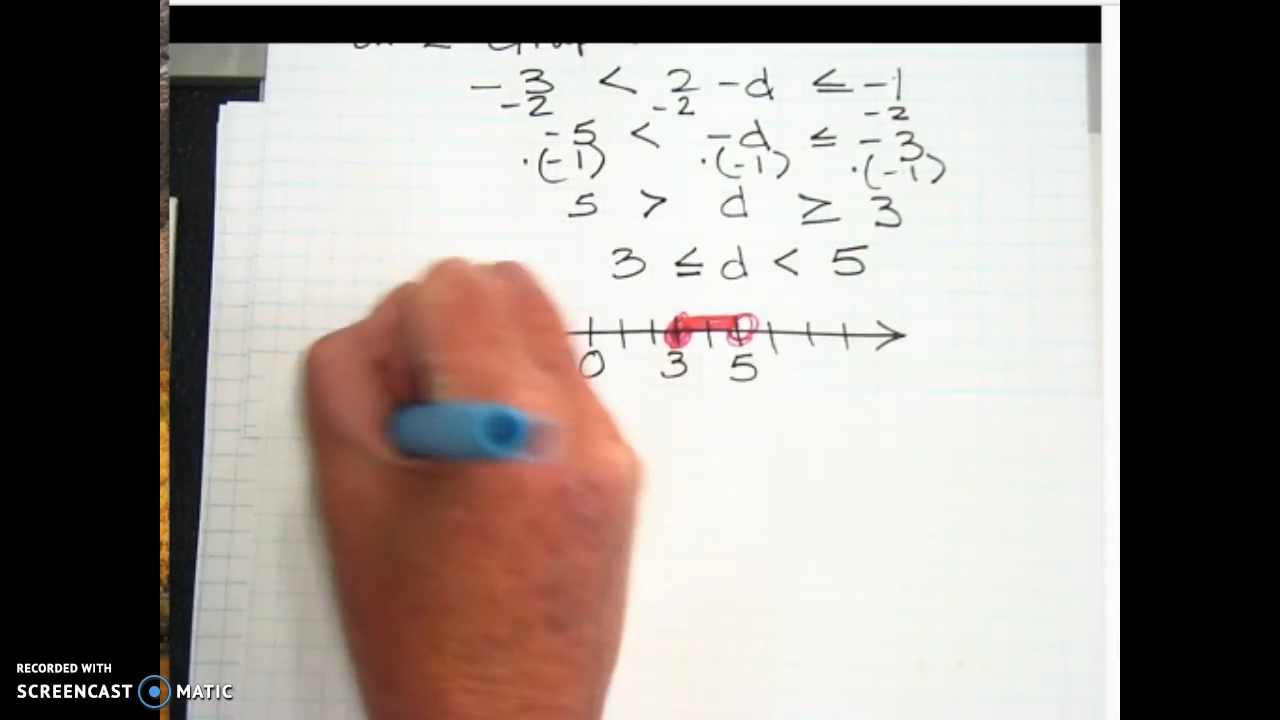 -3 < 2 -d ≤ -1
-2 -2 -2
-5 < -d ≤ -3
·(-1) ·(-1) ·(-1)
5 > d ≥ 3
3 ≤ d < 5
0 3 5
RECORDED WITH
SCREENCAST MATIC